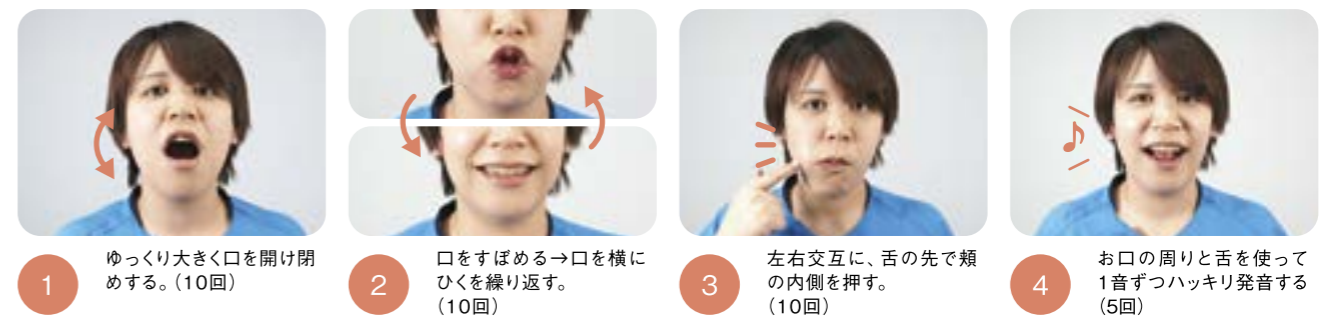 1
ゆっくり大きく口を開け閉
めする。（10回）
2
口をすぼめる→口を横に
ひくを繰り返す。
（10回）
3
左右交互に、舌の先で頬
の内側を押す。
（10回）
4
お口の周りと舌を使って
1音ずつハッキリ発音する
（5回）